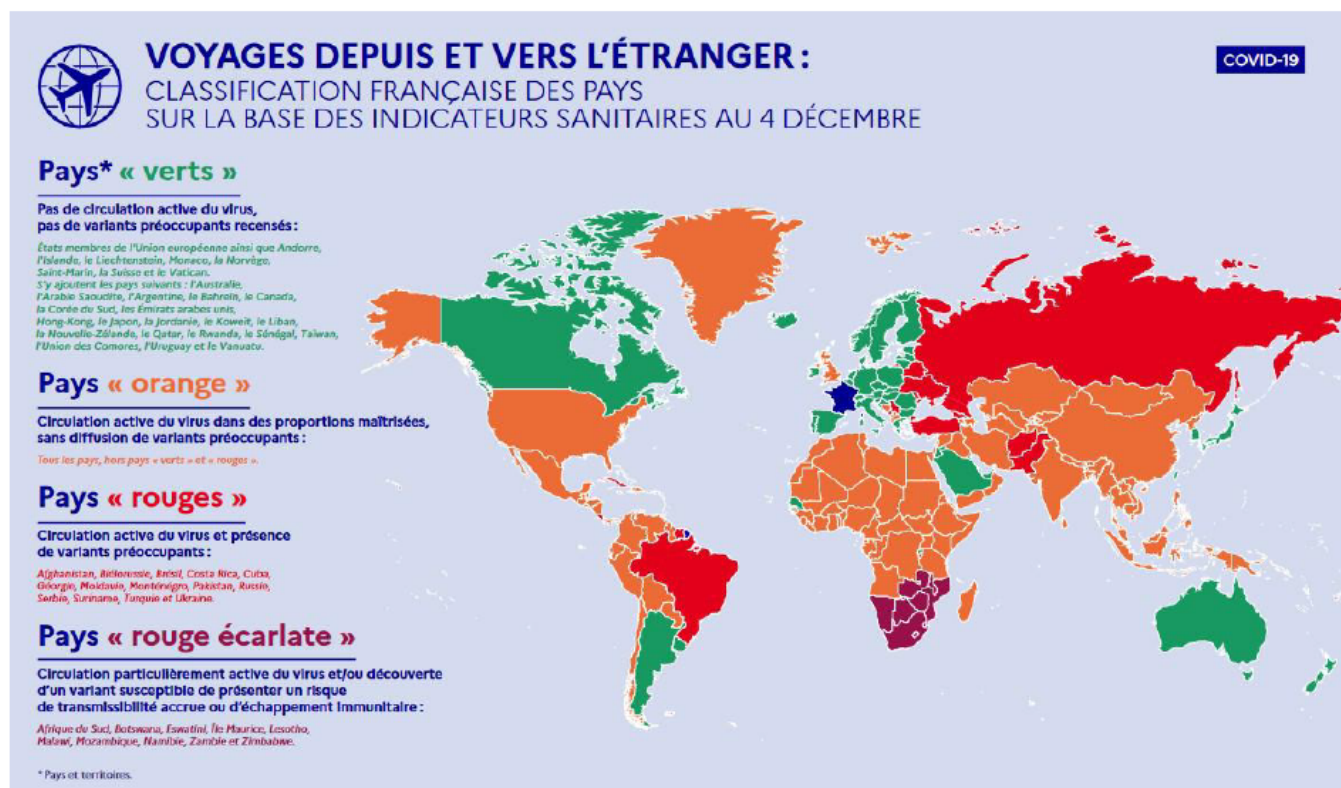 VOYAGES DEPUIS ET VERS L'ÉTRANGER :
CLASSIFICATION FRANÇAISE DES PAYS
SUR LA BASE DES INDICATEURS SANITAIRES AU 4 DÉCEMBRE
COVID-19
Pays* « verts »
Pas de circulation active du virus,
pas de variants préoccupants recensés :
États membres de l'Union européenne ainsi que Andorre,
l'Islande, le Liechtenstein, Monaco, la Norvège,
Saint-Marin, la Suisse et le Vatican.
S'y ajoutent les pays suivants : l'Australie,
l'Arabie Saoudite, l'Argentine, le Bahreïn, le Canada,
la Corée du Sud, les Émirats arabes unis,
Hong-Kong, le Japon, la Jordanie, le Koweït, le Liban,
la Nouvelle-Zélande, le Qatar, le Rwanda, le Sénégal, Taïwan,
l'Union des Comores, l'Uruguay et le Vanuatu.
Pays « orange »
Circulation active du virus dans des proportions maîtrisées,
sans diffusion de variants préoccupants :
Tous les pays, hors pays « verts » et « rouges ».
Pays « rouges »
Circulation active du virus et présence
de variants préoccupants :
Afghanistan, Biélorussie, Brésil, Costa Rica, Cuba,
Géorgie, Moldavie, Monténégro, Pakistan, Russie,
Serbie, Suriname, Turquie et Ukraine.
Pays « rouge écarlate »
Circulation particulièrement active du virus et/ou découverte
d'un variant susceptible de présenter un risque
de transmissibilité accrue ou d'échappement immunitaire :
Afrique du Sud, Botswana, Eswatini, Île Maurice, Lesotho,
Malawi, Mozambique, Namibie, Zambie et Zimbabwe.
* Pays et territoires.